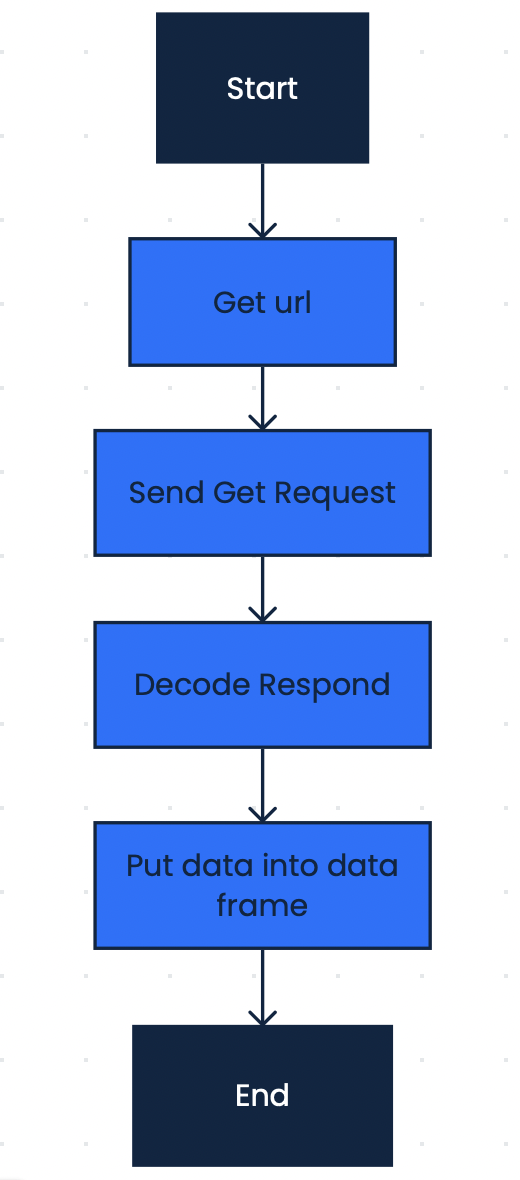 Start
Get url
Send Get Request
Decode Respond
Put data into data
frame
End